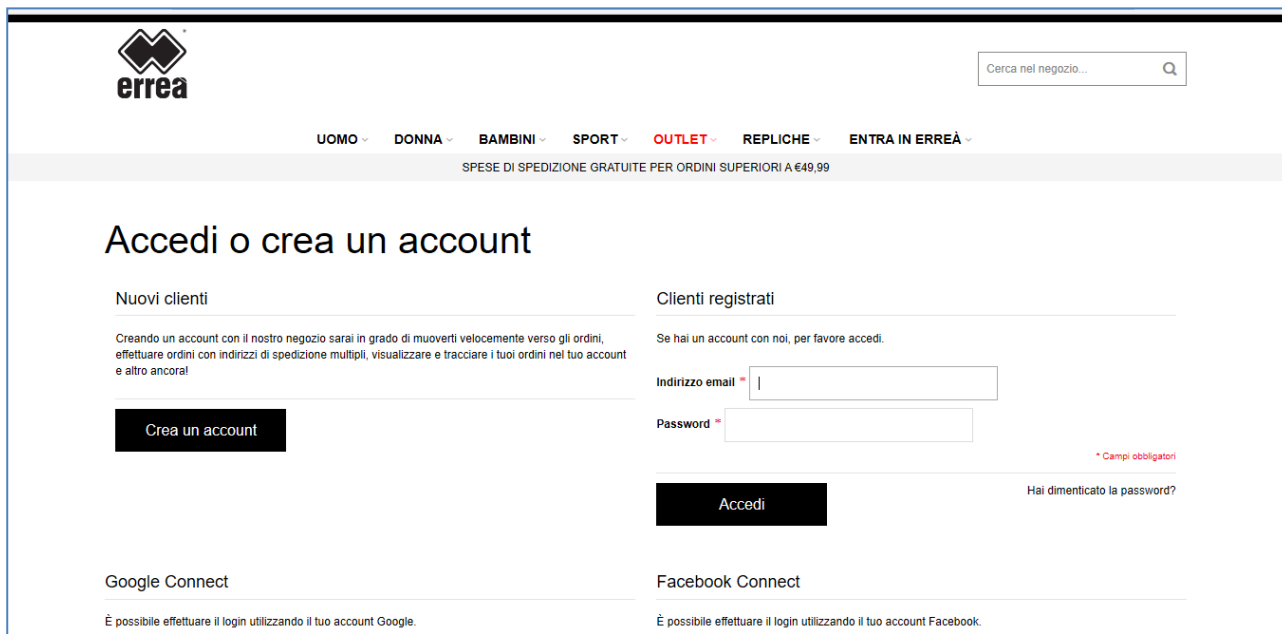 erreà
Cerca nel negozio...
UOMO DONNA BAMBINI SPORT OUTLET REPLICHE ENTRA IN ERREÀ
SPESE DI SPEDIZIONE GRATUITE PER ORDINI SUPERIORI A €49,99
Accedi o crea un account
Nuovi clienti
Creando un account con il nostro negozio sarai in grado di muoverti velocemente verso gli ordini,
effettuare ordini con indirizzi di spedizione multipli, visualizzare e tracciare i tuoi ordini nel tuo account
e altro ancora!
Crea un account
Clienti registrati
Se hai un account con noi, per favore accedi.
Indirizzo email *
Password *
* Campi obbligatori
Accedi
Hai dimenticato la password?
Google Connect
È possibile effettuare il login utilizzando il tuo account Google.
Facebook Connect
È possibile effettuare il login utilizzando il tuo account Facebook.